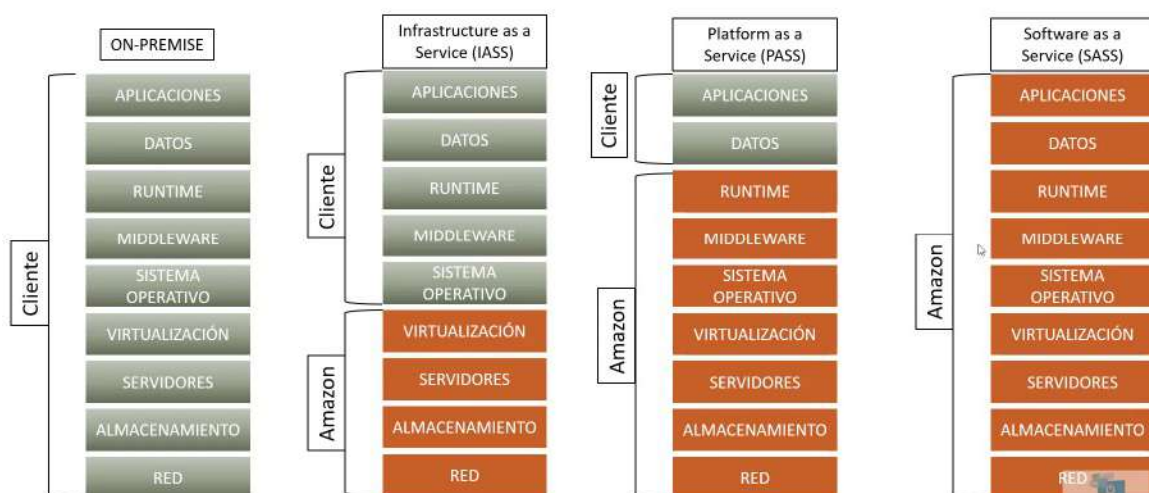 ON-PREMISE
Cliente
APLICACIONES
DATOS
RUNTIME
MIDDLEWARE
SISTEMA
OPERATIVO
VIRTUALIZACIÓN
SERVIDORES
ALMACENAMIENTO
RED
Infrastructure as a
Service (IASS)
Cliente
APLICACIONES
DATOS
RUNTIME
MIDDLEWARE
SISTEMA
OPERATIVO
Amazon
VIRTUALIZACIÓN
SERVIDORES
ALMACENAMIENTO
RED
Platform as a
Service (PASS)
Cliente
APLICACIONES
DATOS
Amazon
RUNTIME
MIDDLEWARE
SISTEMA
OPERATIVO
VIRTUALIZACIÓN
SERVIDORES
ALMACENAMIENTO
RED
Software as a
Service (SASS)
Amazon
APLICACIONES
DATOS
RUNTIME
MIDDLEWARE
SISTEMA
OPERATIVO
VIRTUALIZACIÓN
SERVIDORES
ALMACENAMIENTO
RED